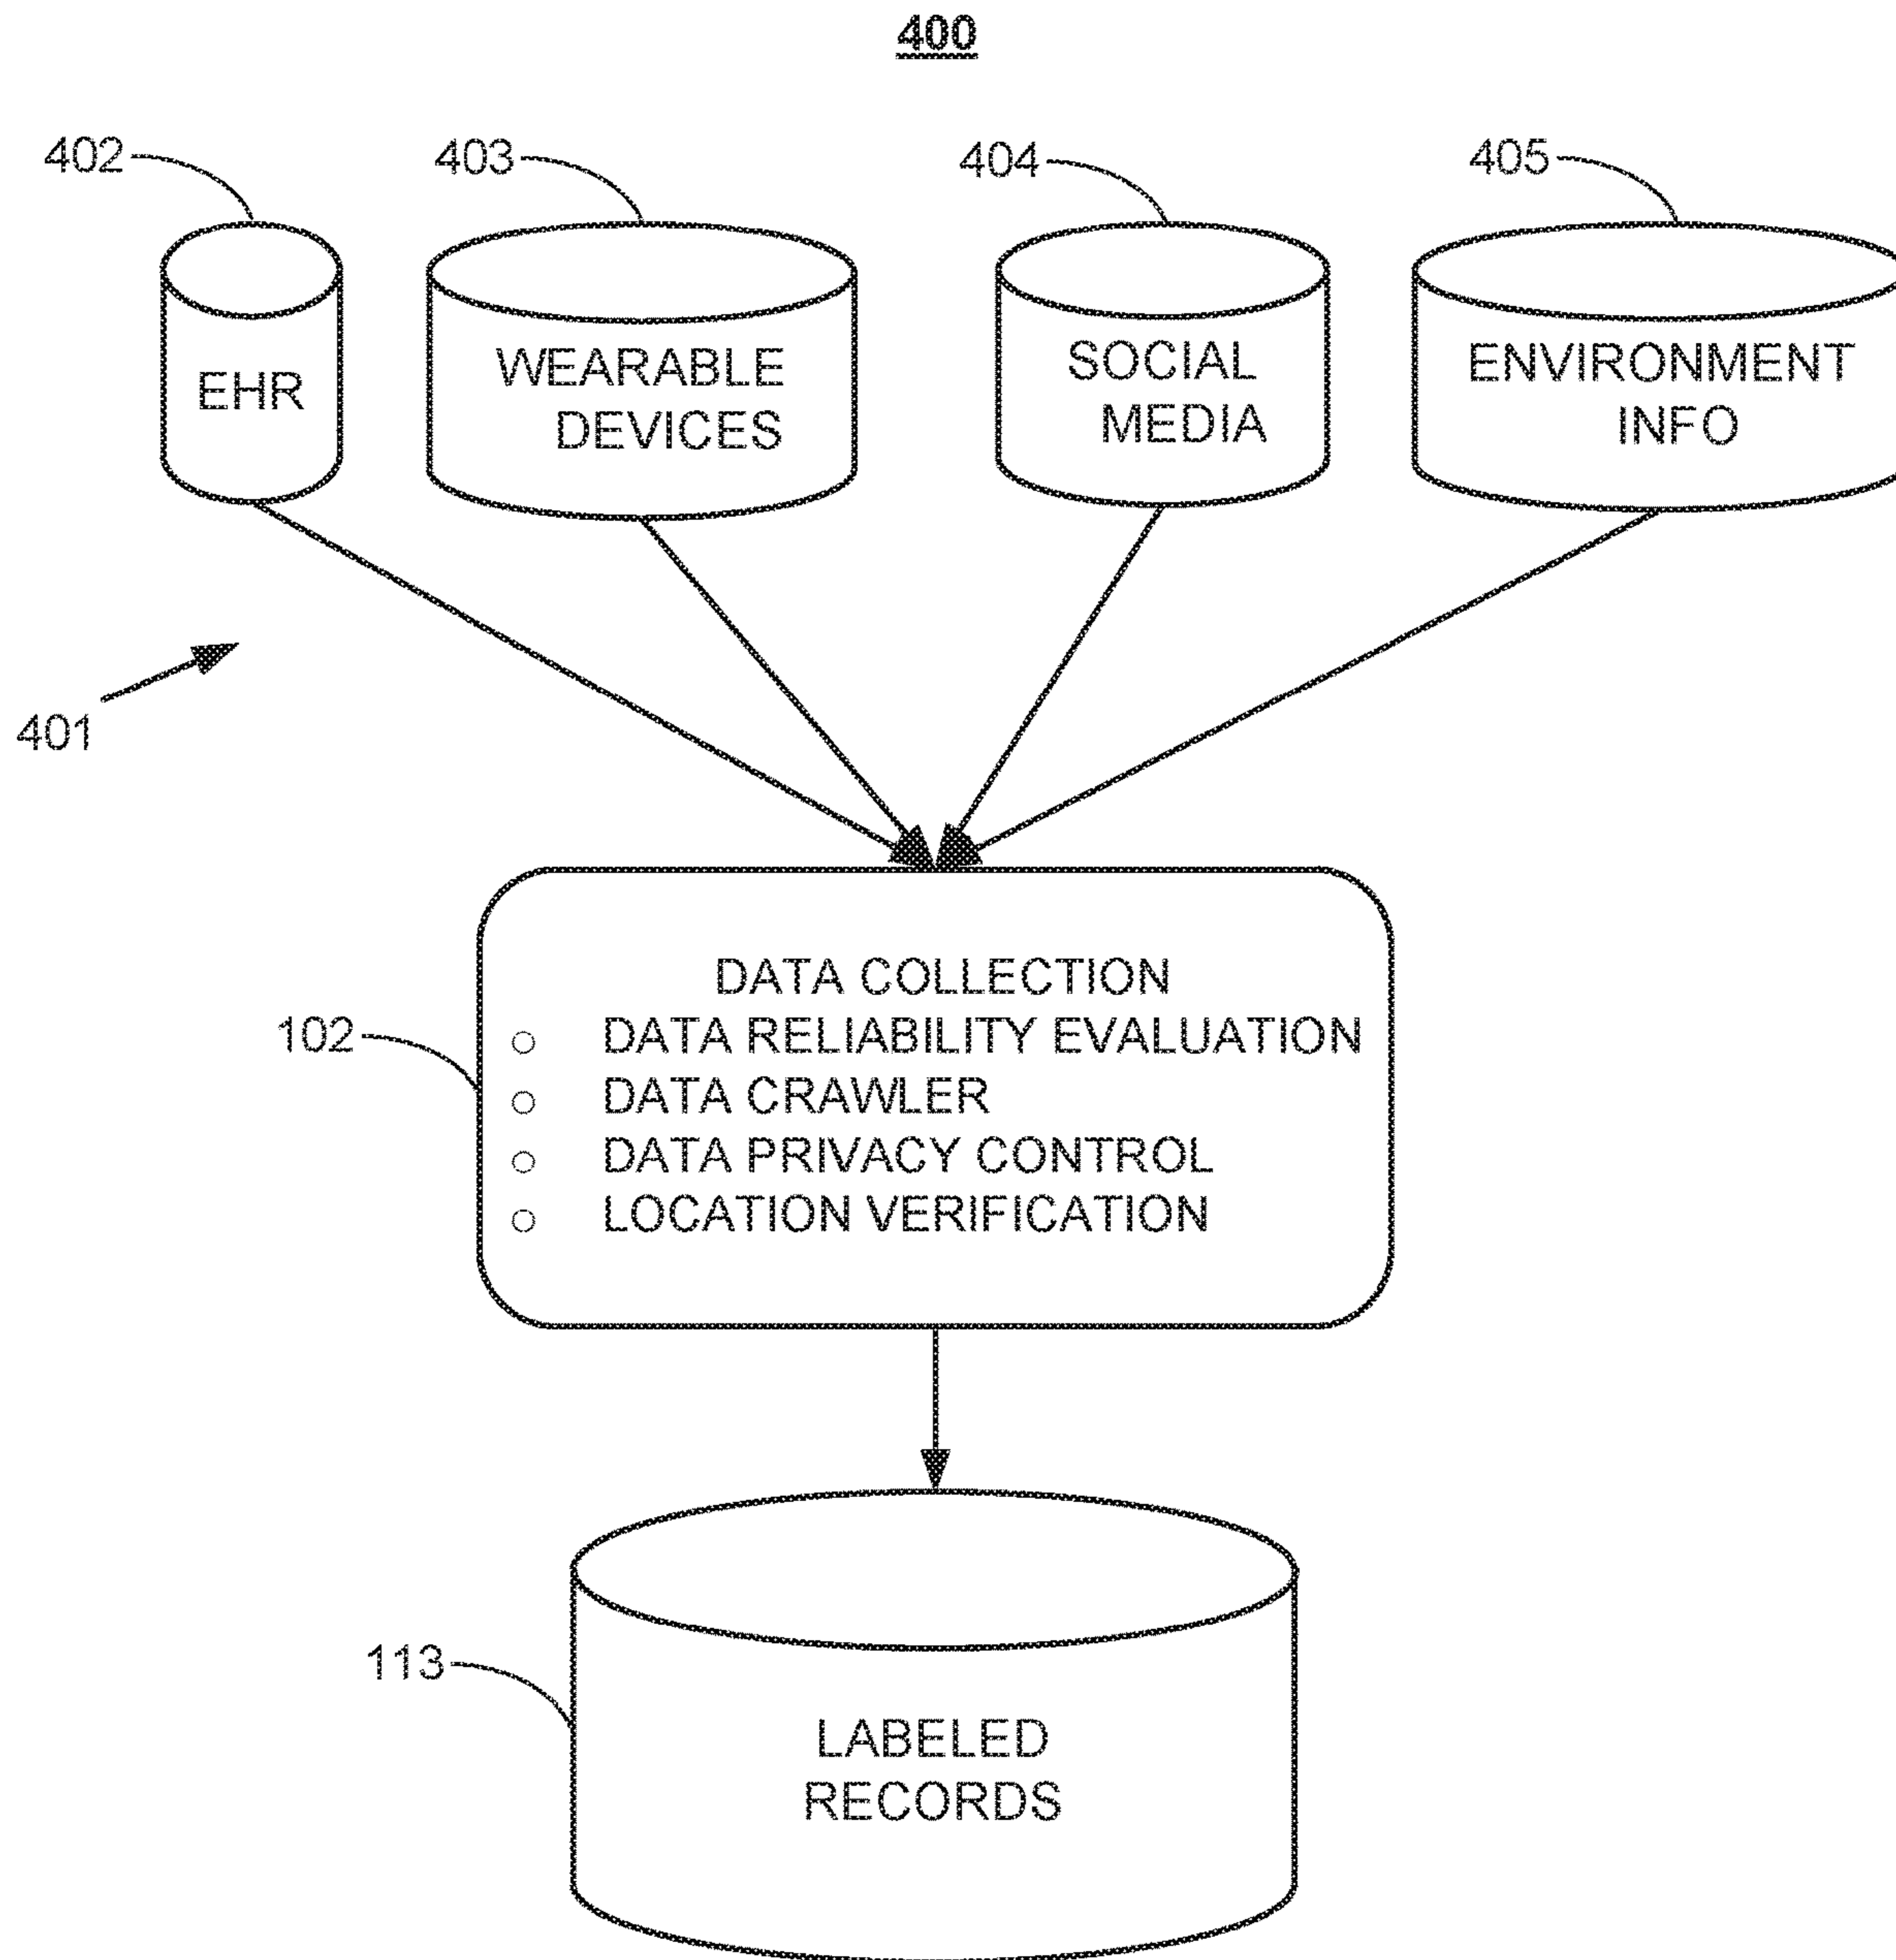 400
402
403
404
405
EHR
WEARABLE
DEVICES
SOCIAL
MEDIA
ENVIRONMENT
INFO
401
DATA COLLECTION
102
○ DATA RELIABILITY EVALUATION
○ DATA CRAWLER
○ DATA PRIVACY CONTROL
○ LOCATION VERIFICATION
113
LABELED
RECORDS